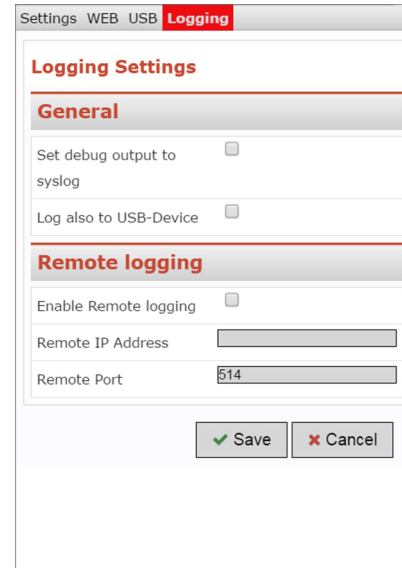 Settings WEB USB Logging
Logging Settings
General
Set debug output to
syslog
Log also to USB-Device
Remote logging
Enable Remote logging
Remote IP Address
Remote Port 514
Save Cancel